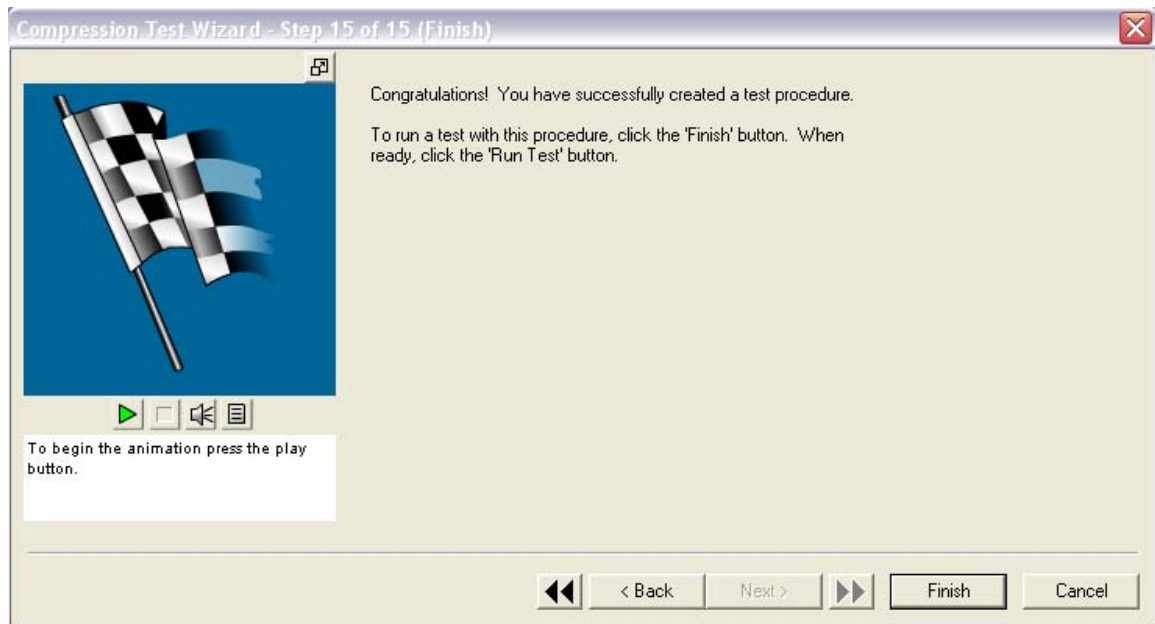 Compression Test Wizard - Step 15 of 15 (Finish)
Congratulations! You have successfully created a test procedure.
To run a test with this procedure, click the 'Finish' button. When
ready, click the 'Run Test' button.
To begin the animation press the play
button.
< Back
Next >
Finish
Cancel